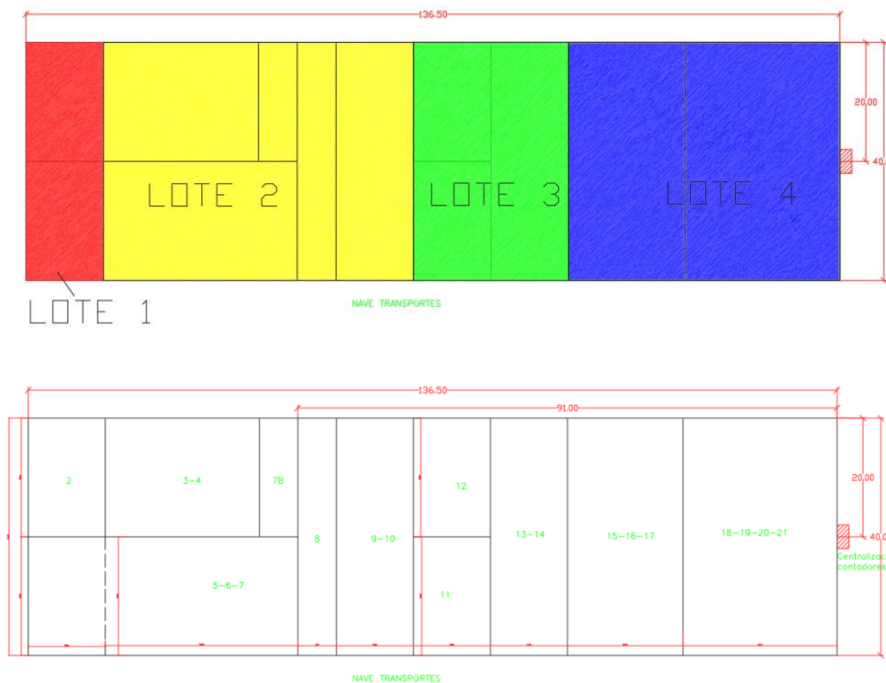 136.50
20.00
40.
LOTE 2
LOTE 3
LOTE 4
LOTE 1
NAVE TRANSPORTES
136.50
91.00
2
3-4
7B
12
20.00
8
9-10
13-14
15-16-17
18-19-20-21
40.0
Centralizac
contadores
5-6-7
11
NAVE TRANSPORTES